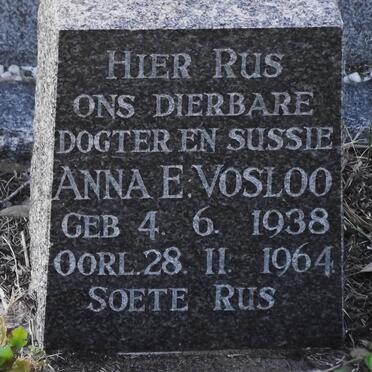 HIER RUS
ONS DIERBARE
DOGTER EN SUSSIE
ANNA E. VOSLOO
GEB 4. 6. 1938
OORL. 28. 11. 1964
SOETE RUS